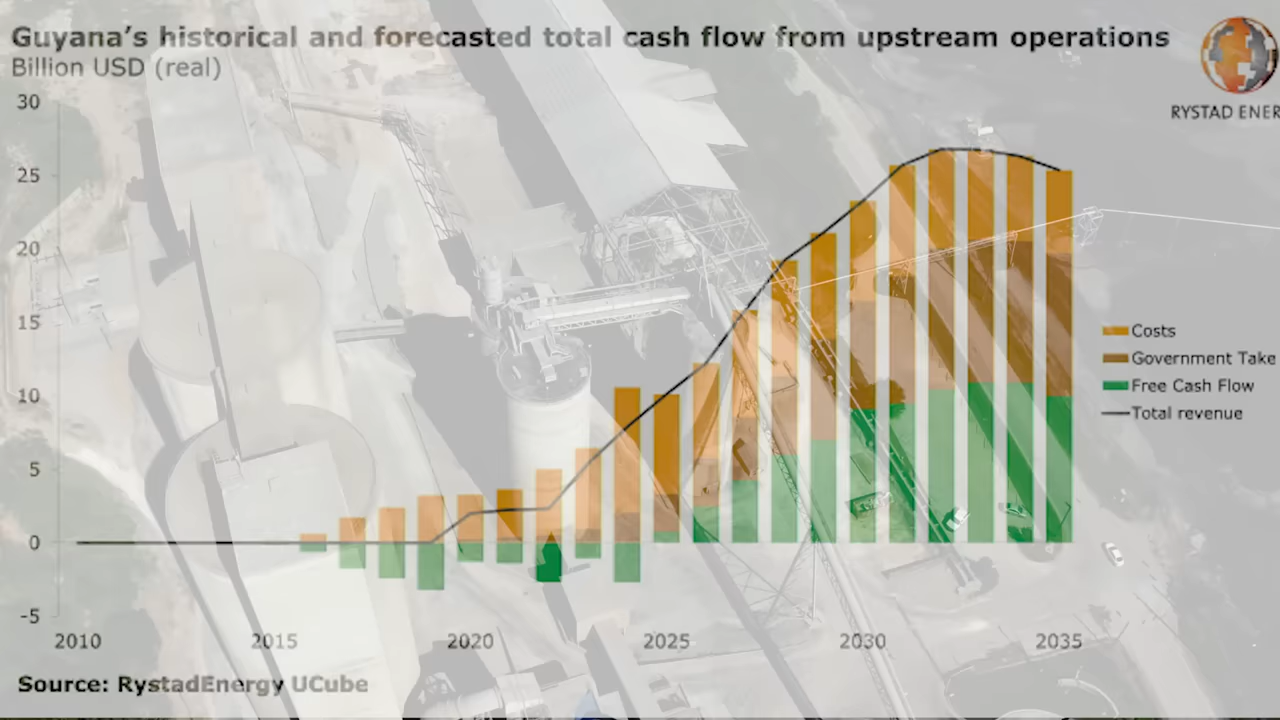 Guyana’s historical and forecasted total cash flow from upstream operations
Billion USD (real)
RYSTAD ENER
30
25
20
15
10
5
0
-5
2010 2015 2020 2025 2030 2035
Costs
Government Take
Free Cash Flow
Total revenue
Source: RystadEnergy UCube